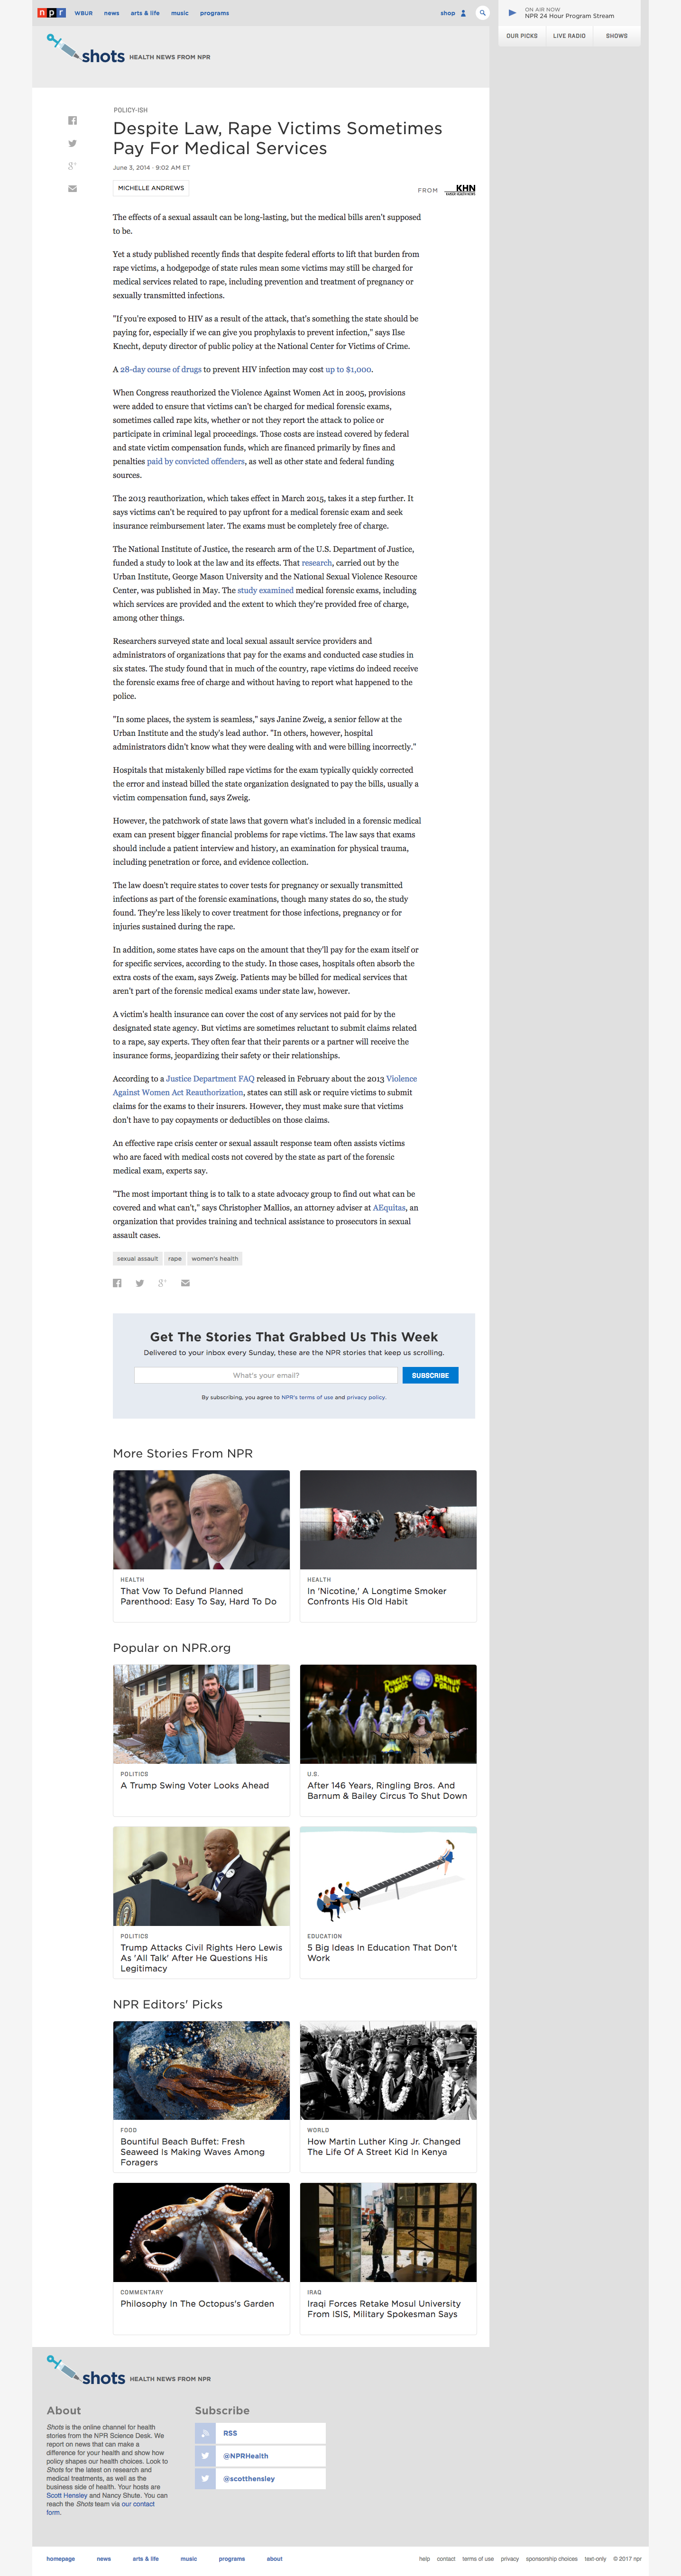 npr
WBUR
news
arts & life
music
programs
shop
ON AIR NOW
NPR 24 Hour Program Stream
OUR PICKS
LIVE RADIO
SHOWS
shots HEALTH NEWS FROM NPR
POLICY-ISH
Despite Law, Rape Victims Sometimes
Pay For Medical Services
June 3, 2014 · 9:02 AM ET
MICHELLE ANDREWS
FROM KHN
The effects of a sexual assault can be long-lasting, but the medical bills aren't supposed
to be.
Yet a study published recently finds that despite federal efforts to lift that burden from
rape victims, a hodgepodge of state rules mean some victims may still be charged for
medical services related to rape, including prevention and treatment of pregnancy or
sexually transmitted infections.
"If you're exposed to HIV as a result of the attack, that's something the state should be
paying for, especially if we can give you prophylaxis to prevent infection," says Ilse
Knecht, deputy director of public policy at the National Center for Victims of Crime.
A 28-day course of drugs to prevent HIV infection may cost up to $1,000.
When Congress reauthorized the Violence Against Women Act in 2005, provisions
were added to ensure that victims can't be charged for medical forensic exams,
sometimes called rape kits, whether or not they report the attack to police or
participate in criminal legal proceedings. Those costs are instead covered by federal
and state victim compensation funds, which are financed primarily by fines and
penalties paid by convicted offenders, as well as other state and federal funding
sources.
The 2013 reauthorization, which takes effect in March 2015, takes it a step further. It
says victims can't be required to pay upfront for a medical forensic exam and seek
insurance reimbursement later. The exams must be completely free of charge.
The National Institute of Justice, the research arm of the U.S. Department of Justice,
funded a study to look at the law and its effects. That research, carried out by the
Urban Institute, George Mason University and the National Sexual Violence Resource
Center, was published in May. The study examined medical forensic exams, including
which services are provided and the extent to which they're provided free of charge,
among other things.
Researchers surveyed state and local sexual assault service providers and
administrators of organizations that pay for the exams and conducted case studies in
six states. The study found that in much of the country, rape victims do indeed receive
the forensic exams free of charge and without having to report what happened to the
police.
"In some places, the system is seamless," says Janine Zweig, a senior fellow at the
Urban Institute and the study's lead author. "In others, however, hospital
administrators didn't know what they were dealing with and were billing incorrectly."
Hospitals that mistakenly billed rape victims for the exam typically quickly corrected
the error and instead billed the state organization designated to pay the bills, usually a
victim compensation fund, says Zweig.
However, the patchwork of state laws that govern what's included in a forensic medical
exam can present bigger financial problems for rape victims. The law says that exams
should include a patient interview and history, an examination for physical trauma,
including penetration or force, and evidence collection.
The law doesn't require states to cover tests for pregnancy or sexually transmitted
infections as part of the forensic examinations, though many states do so, the study
found. They're less likely to cover treatment for those infections, pregnancy or for
injuries sustained during the rape.
In addition, some states have caps on the amount that they'll pay for the exam itself or
for specific services, according to the study. In those cases, hospitals often absorb the
extra costs of the exam, says Zweig. Patients may be billed for medical services that
aren't part of the forensic medical exams under state law, however.
A victim's health insurance can cover the cost of any services not paid for by the
designated state agency. But victims are sometimes reluctant to submit claims related
to a rape, say experts. They often fear that their parents or a partner will receive the
insurance forms, jeopardizing their safety or their relationships.
According to a Justice Department FAQ released in February about the 2013 Violence
Against Women Act Reauthorization, states can still ask or require victims to submit
claims for the exams to their insurers. However, they must make sure that victims
don't have to pay copayments or deductibles on those claims.
An effective rape crisis center or sexual assault response team often assists victims
who are faced with medical costs not covered by the state as part of the forensic
medical exam, experts say.
"The most important thing is to talk to a state advocacy group to find out what can be
covered and what can't," says Christopher Mallios, an attorney adviser at AEquitas, an
organization that provides training and technical assistance to prosecutors in sexual
assault cases.
sexual assault
rape
women's health
Get The Stories That Grabbed Us This Week
Delivered to your inbox every Sunday, these are the NPR stories that keep us scrolling.
What's your email?
SUBSCRIBE
By subscribing, you agree to NPR's terms of use and privacy policy.
More Stories From NPR
HEALTH
That Vow To Defund Planned
Parenthood: Easy To Say, Hard To Do
HEALTH
In 'Nicotine,' A Longtime Smoker
Confronts His Old Habit
Popular on NPR.org
RINGLING
BROS
BARNUM
& BAILEY
POLITICS
A Trump Swing Voter Looks Ahead
U.S.
After 146 Years, Ringling Bros. And
Barnum & Bailey Circus To Shut Down
POLITICS
Trump Attacks Civil Rights Hero Lewis
As 'All Talk' After He Questions His
Legitimacy
EDUCATION
5 Big Ideas In Education That Don't
Work
NPR Editors' Picks
FOOD
Bountiful Beach Buffet: Fresh
Seaweed Is Making Waves Among
Foragers
WORLD
How Martin Luther King Jr. Changed
The Life Of A Street Kid In Kenya
COMMENTARY
Philosophy In The Octopus's Garden
IRAQ
Iraqi Forces Retake Mosul University
From ISIS, Military Spokesman Says
shots HEALTH NEWS FROM NPR
About
Shots is the online channel for health
stories from the NPR Science Desk. We
report on news that can make a
difference for your health and show how
policy shapes our health choices. Look to
Shots for the latest on research and
medical treatments, as well as the
business side of health. Your hosts are
Scott Hensley and Nancy Shute. You can
reach the Shots team via our contact
form.
Subscribe
RSS
@NPRHealth
@scotthensley
homepage
news
arts & life
music
programs
about
help
contact
terms of use
privacy
sponsorship choices
text-only
© 2017 npr